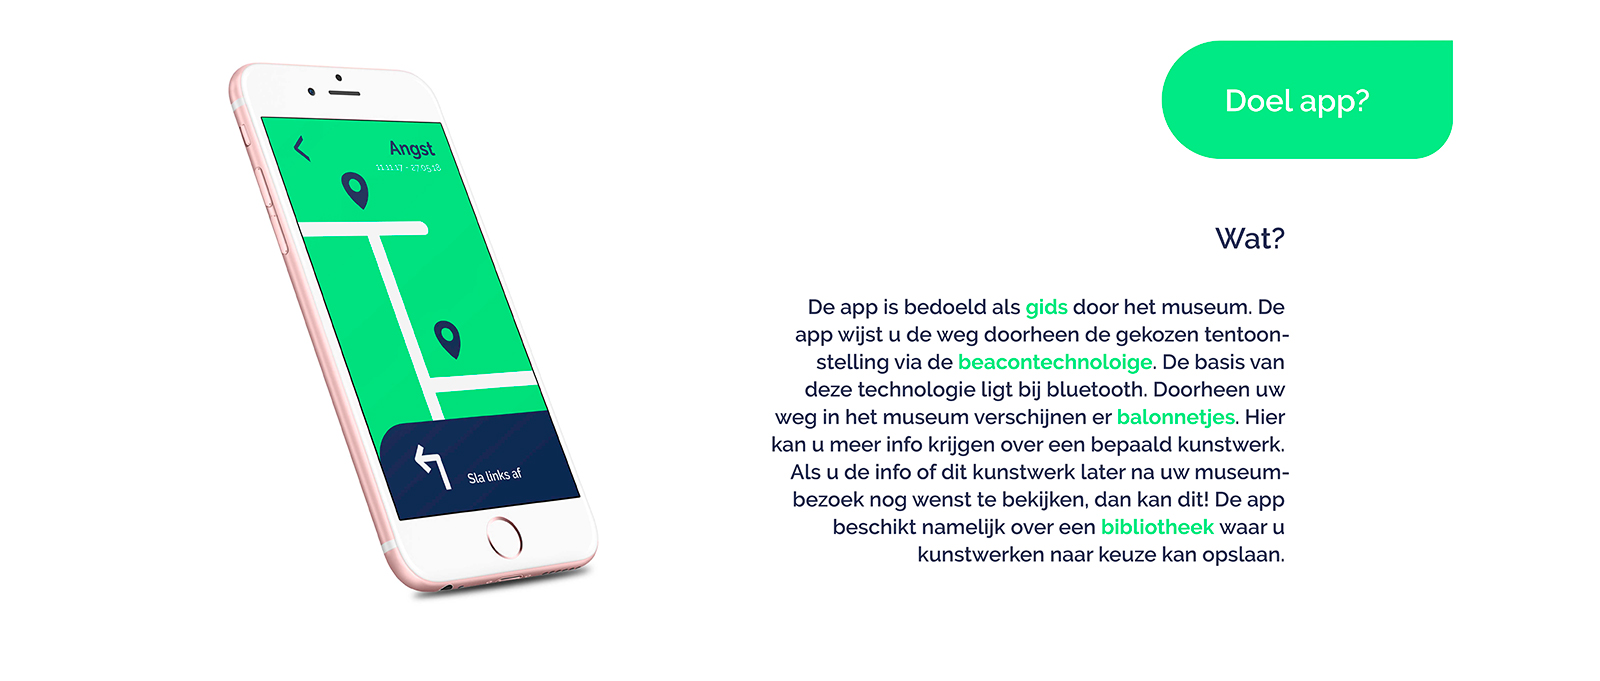 Doel app?
Angst
11 11 17 - 27 05 18
Sla links af
Wat?
De app is bedoeld als gids door het museum. De
app wijst u de weg doorheen de gekozen tentoon-
stelling via de beacontechnoloige. De basis van
deze technologie ligt bij bluetooth. Doorheen uw
weg in het museum verschijnen er balonnetjes. Hier
kan u meer info krijgen over een bepaald kunstwerk.
Als u de info of dit kunstwerk later na uw museum-
bezoek nog wenst te bekijken, dan kan dit! De app
beschikt namelijk over een bibliotheek waar u
kunstwerken naar keuze kan opslaan.